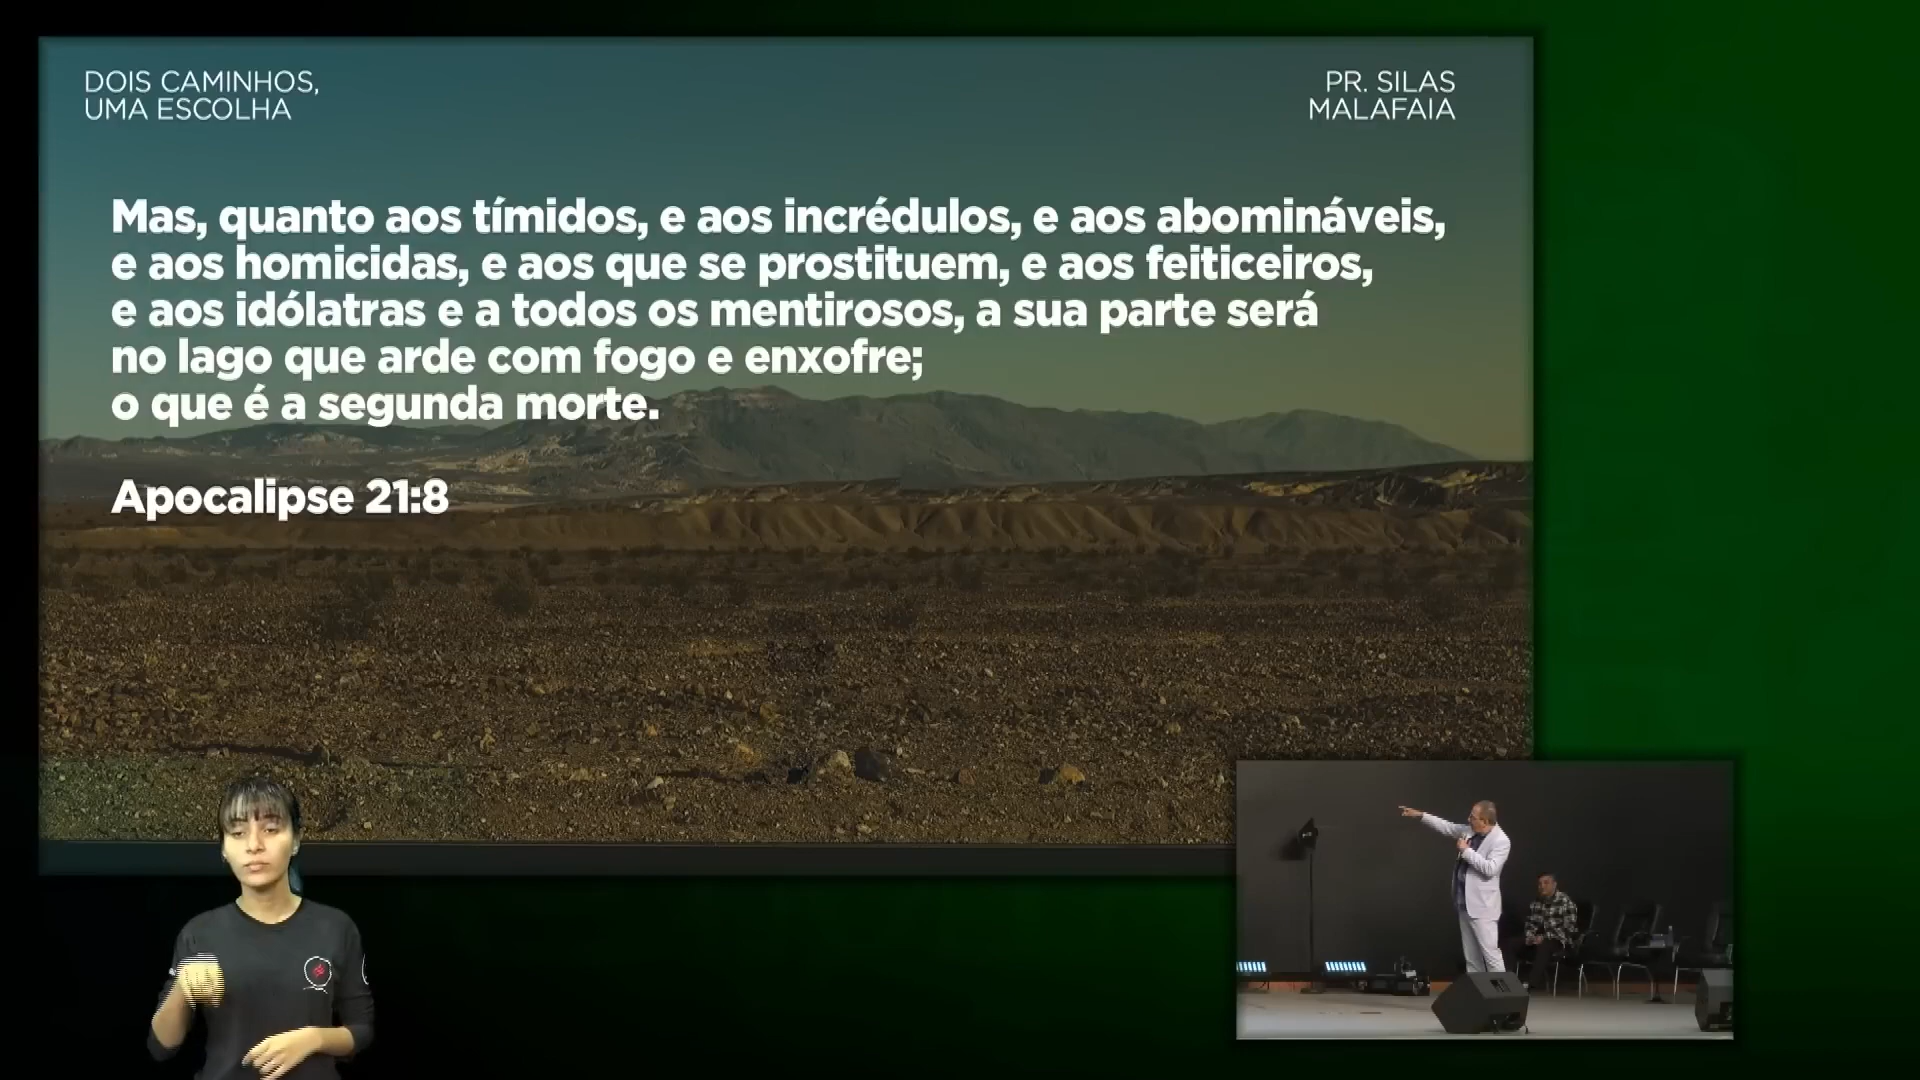 DOIS CAMINHOS,
UMA ESCOLHA
PR. SILAS
MALAFAIA
Mas, quanto aos tímidos, e aos incrédulos, e aos abomináveis,
e aos homicidas, e aos que se prostituem, e aos feiticeiros,
e aos idólatras e a todos os mentirosos, a sua parte será
no lago que arde com fogo e enxofre;
o que é a segunda morte.
Apocalipse 21:8